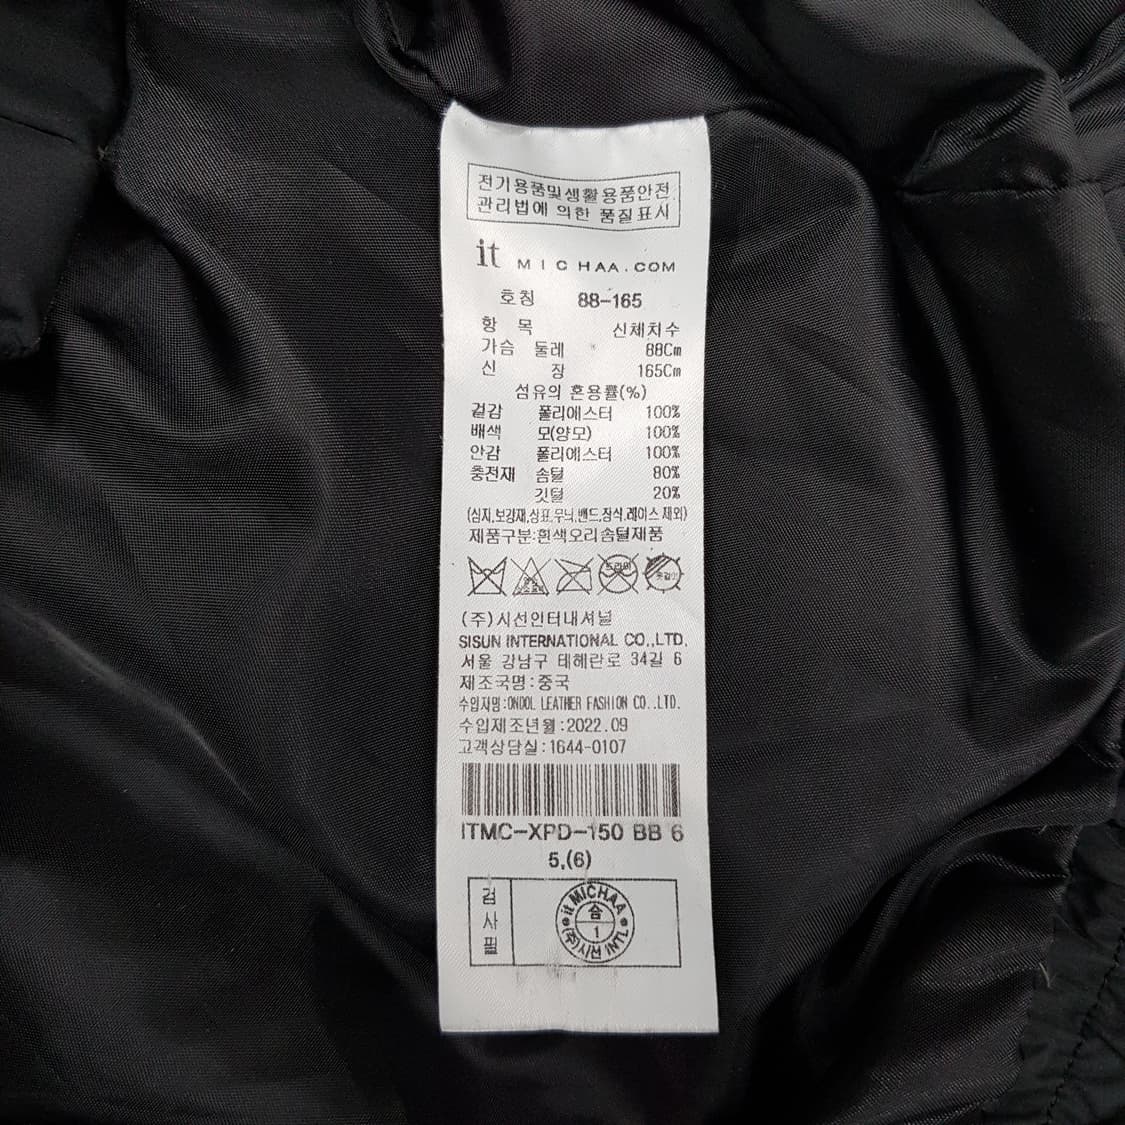 전기용품및생활용품안전
관리법에 의한 품질표시
it MICHAA.COM
호칭 88-165
항 목 신체치수
가슴 둘레 88Cm
신 장 165Cm
섬유의 혼용률(%)
겉감 폴리에스터 100%
배색 모(양모) 100%
안감 폴리에스터 100%
충전재 솜털 80%
깃털 20%
(심지,보강재,상표,무늬,밴드,장식,레이스 제외)
제품구분:흰색오리솜털제품
드라이 옷걸이
(주)시선인터내셔널
SISUN INTERNATIONAL CO.,LTD.
서울 강남구 테헤란로 34길 6
제조국명:중국
수입자명:ONDOL LEATHER FASHION CO.,LTD.
수입제조년월:2022.09
고객상담실:1644-0107
ITMC-XPD-150 BB 6
5,(6)
검사필
it MICHAA
숨
1
(주)시선 INTL